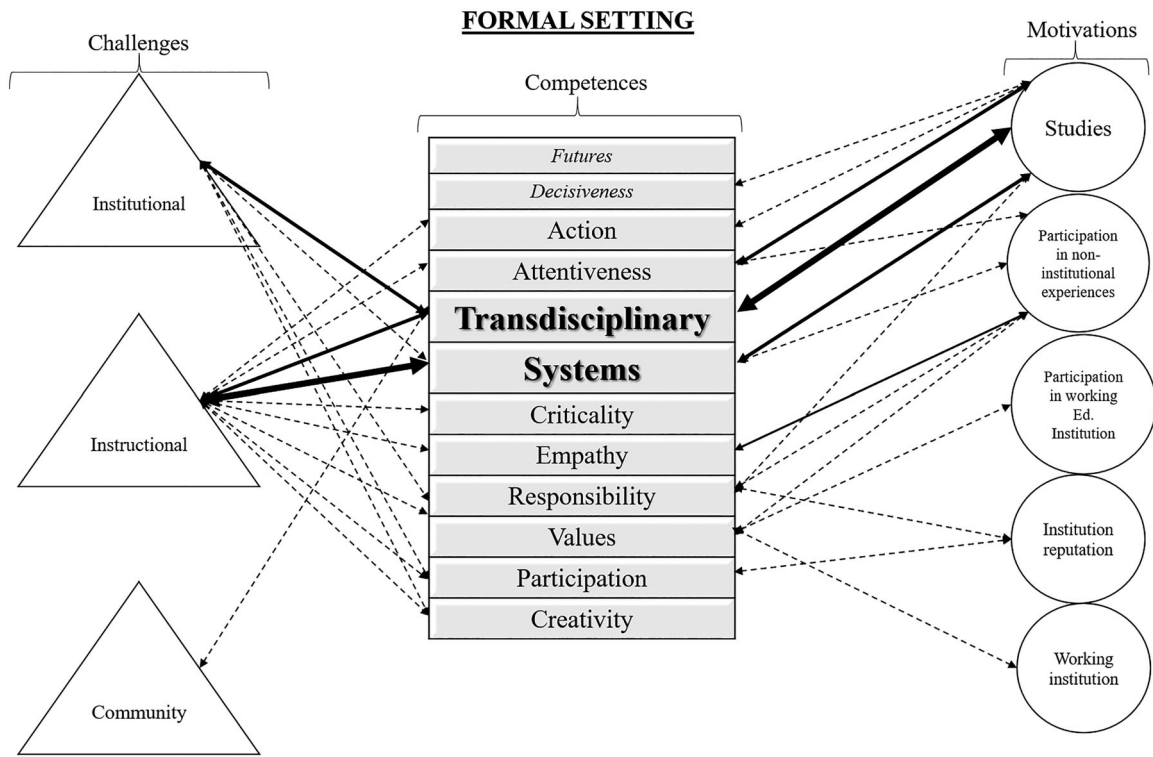 FORMAL SETTING
Challenges
Institutional
Instructional
Community
Competences
Futures
Decisiveness
Action
Attentiveness
Transdisciplinary
Systems
Criticality
Empathy
Responsibility
Values
Participation
Creativity
Motivations
Studies
Participation
in non-
institutional
experiences
Participation
in working
Ed.
Institution
Institution
reputation
Working
institution